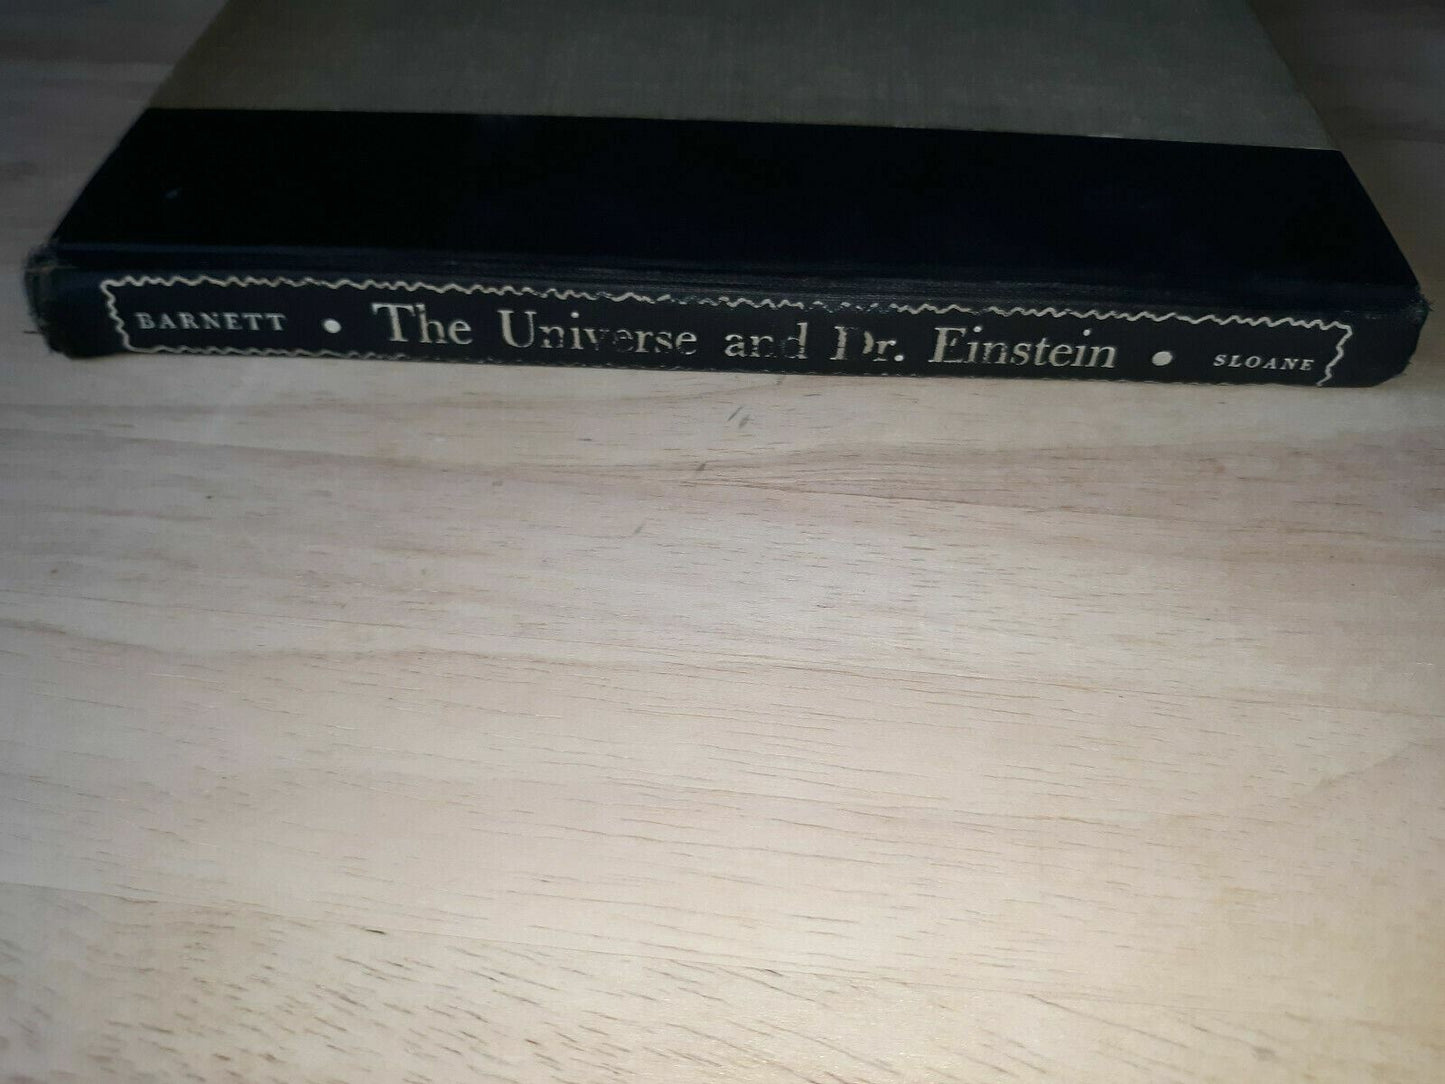 BARNETT • The Universe and Dr. Einstein • SLOANE